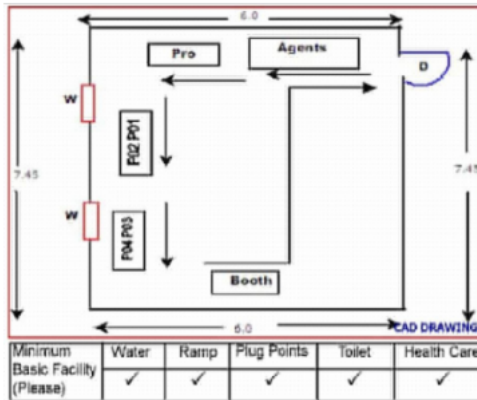 6.0
Pro
Agents
D
W
P02 P01
7.45
7.45
W
P04 P03
Booth
6.0
CAD DRAWING
Minimum Basic Facility (Please)
Water
Ramp
Plug Points
Toilet
Health Care
✓ ✓ ✓ ✓ ✓